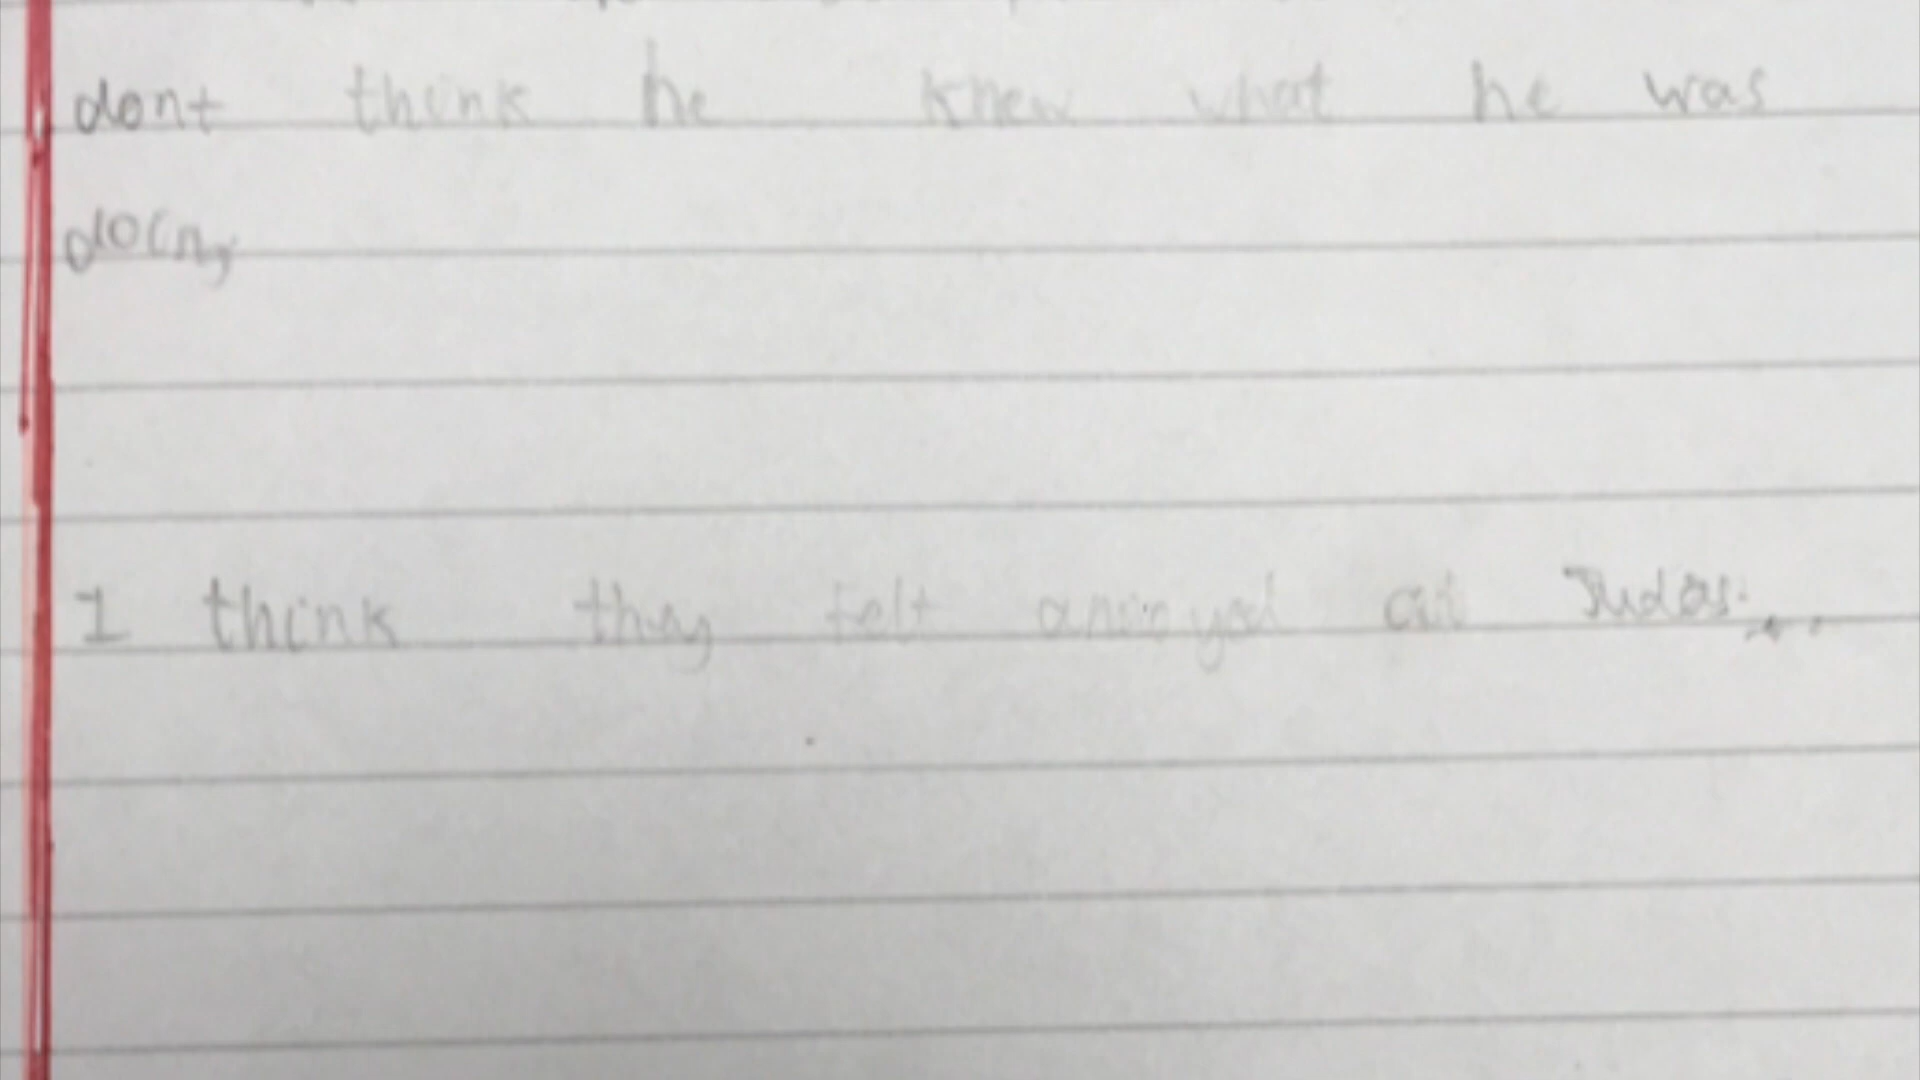 dont think he knew what he was
doing
I think they felt annoyed at Judas...